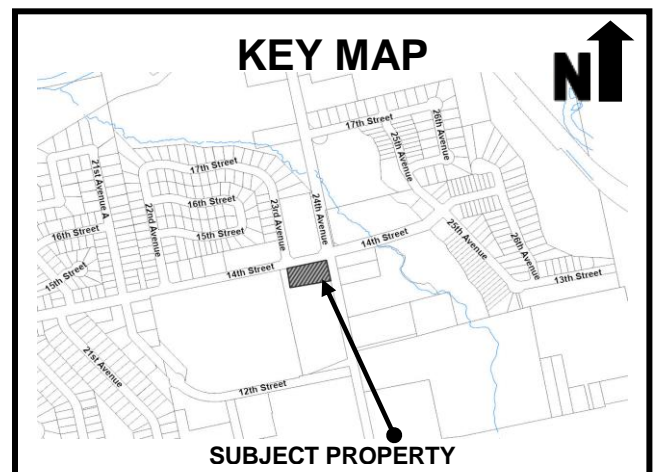 KEY MAP
N
17th Street
26th Avenue
25th Avenue
21st Avenue A
17th Street
24th Avenue
22nd Avenue
16th Street
23rd Avenue
16th Street
15th Street
14th Street
25th Avenue
26th Avenue
15th Street
14th Street
13th Street
21st Avenue
12th Street
SUBJECT PROPERTY